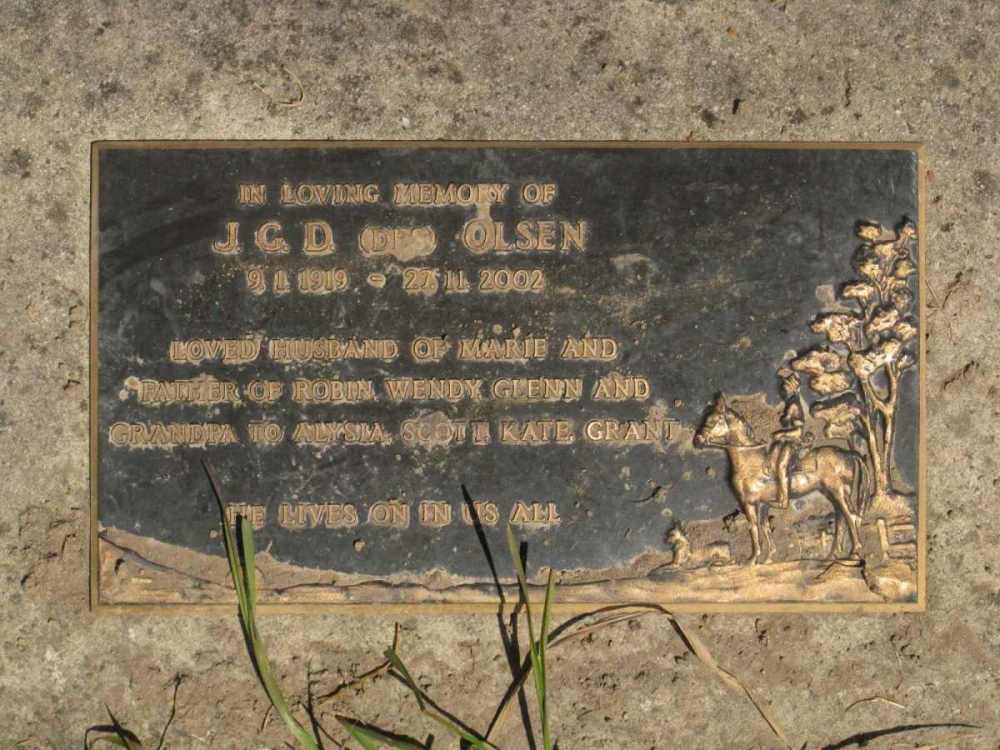 IN LOVING MEMORY OF
J. C. D. (DES) OLSEN
9. 1. 1919 - 27. 11. 2002
LOVED HUSBAND OF MARIE AND
FATHER OF ROBIN, WENDY, GLENN AND
GRANDPA TO ALYSIA, SCOTT, KATE, GRANT
HE LIVES ON IN US ALL